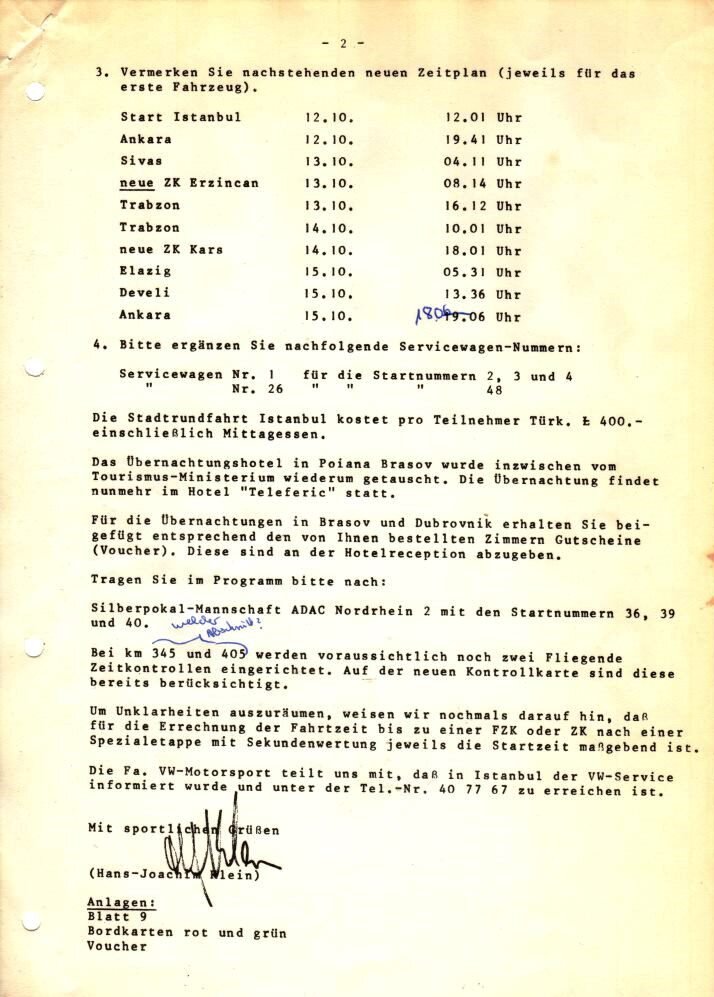 - 2 -
3. Vermerken Sie nachstehenden neuen Zeitplan (jeweils für das
erste Fahrzeug).
Start Istanbul 12.10. 12.01 Uhr
Ankara 12.10. 19.41 Uhr
Sivas 13.10. 04.11 Uhr
neue ZK Erzincan 13.10. 08.14 Uhr
Trabzon 13.10. 16.12 Uhr
Trabzon 14.10. 10.01 Uhr
neue ZK Kars 14.10. 18.01 Uhr
Elazig 15.10. 05.31 Uhr
Develi 15.10. 13.36 Uhr
Ankara 15.10. 1806 19.06 Uhr
4. Bitte ergänzen Sie nachfolgende Servicewagen-Nummern:
Servicewagen Nr. 1 für die Startnummern 2, 3 und 4
" Nr. 26 " " " 48
Die Stadtrundfahrt Istanbul kostet pro Teilnehmer Türk. Ł 400.-
einschließlich Mittagessen.
Das Übernachtungshotel in Poiana Brasov wurde inzwischen vom
Tourismus-Ministerium wiederum getauscht. Die Übernachtung findet
nunmehr im Hotel "Teleferic" statt.
Für die Übernachtungen in Brasov und Dubrovnik erhalten Sie bei-
gefügt entsprechend den von Ihnen bestellten Zimmern Gutscheine
(Voucher). Diese sind an der Hotelreception abzugeben.
Tragen Sie im Programm bitte nach:
Silberpokal-Mannschaft ADAC Nordrhein 2 mit den Startnummern 36, 39
und 40.
welcher
Abschnitt?
Bei km 345 und 405 werden voraussichtlich noch zwei Fliegende
Zeitkontrollen eingerichtet. Auf der neuen Kontrollkarte sind diese
bereits berücksichtigt.
Um Unklarheiten auszuräumen, weisen wir nochmals darauf hin, daß
für die Errechnung der Fahrtzeit bis zu einer FZK oder ZK nach einer
Spezialetappe mit Sekundenwertung jeweils die Startzeit maßgebend ist.
Die Fa. VW-Motorsport teilt uns mit, daß in Istanbul der VW-Service
informiert wurde und unter der Tel.-Nr. 40 77 67 zu erreichen ist.
Mit sportlichen Grüßen
(Hans-Joachim Klein)
Anlagen:
Blatt 9
Bordkarten rot und grün
Voucher